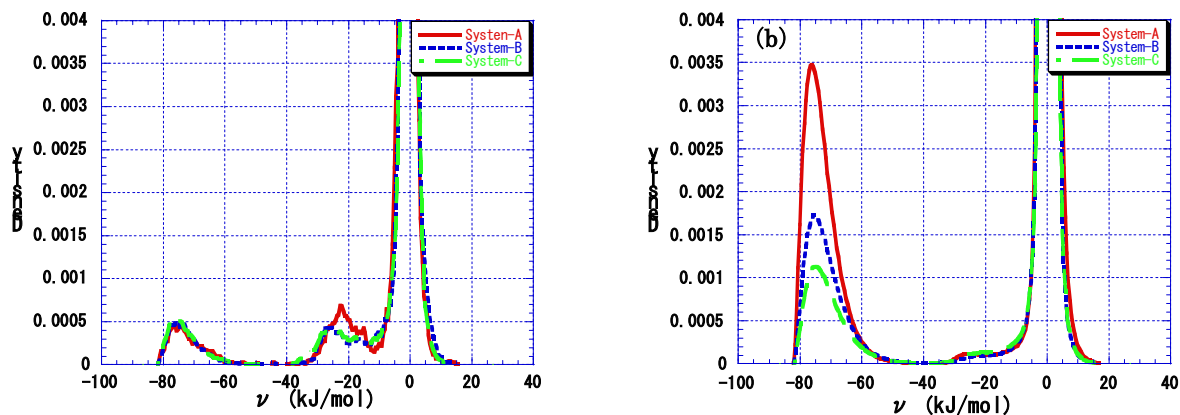 0.004
0.0035
0.003
0.0025
0.002
0.0015
0.001
0.0005
0
Density
-100 -80 -60 -40 -20 0 20 40
ν (kJ/mol)
Systen-A
System-B
System-C
(b)
0.004
0.0035
0.003
0.0025
0.002
0.0015
0.001
0.0005
0
Density
-100 -80 -60 -40 -20 0 20 40
ν (kJ/mol)
System-A
System-B
System-C